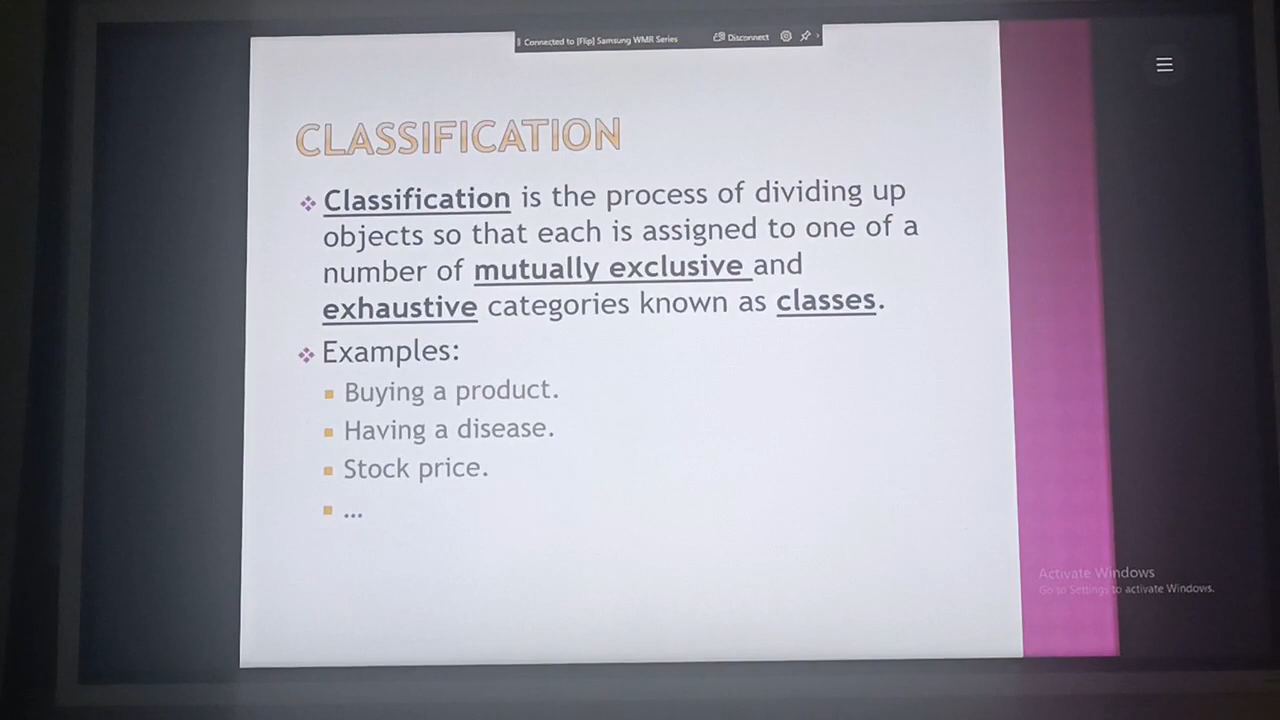 Connected to [Flip] Samsung WMR Series Disconnect
CLASSIFICATION
Classification is the process of dividing up
objects so that each is assigned to one of a
number of mutually exclusive and
exhaustive categories known as classes.
Examples:
Buying a product.
Having a disease.
Stock price.
...
Activate Windows
Go to Settings to activate Windows.